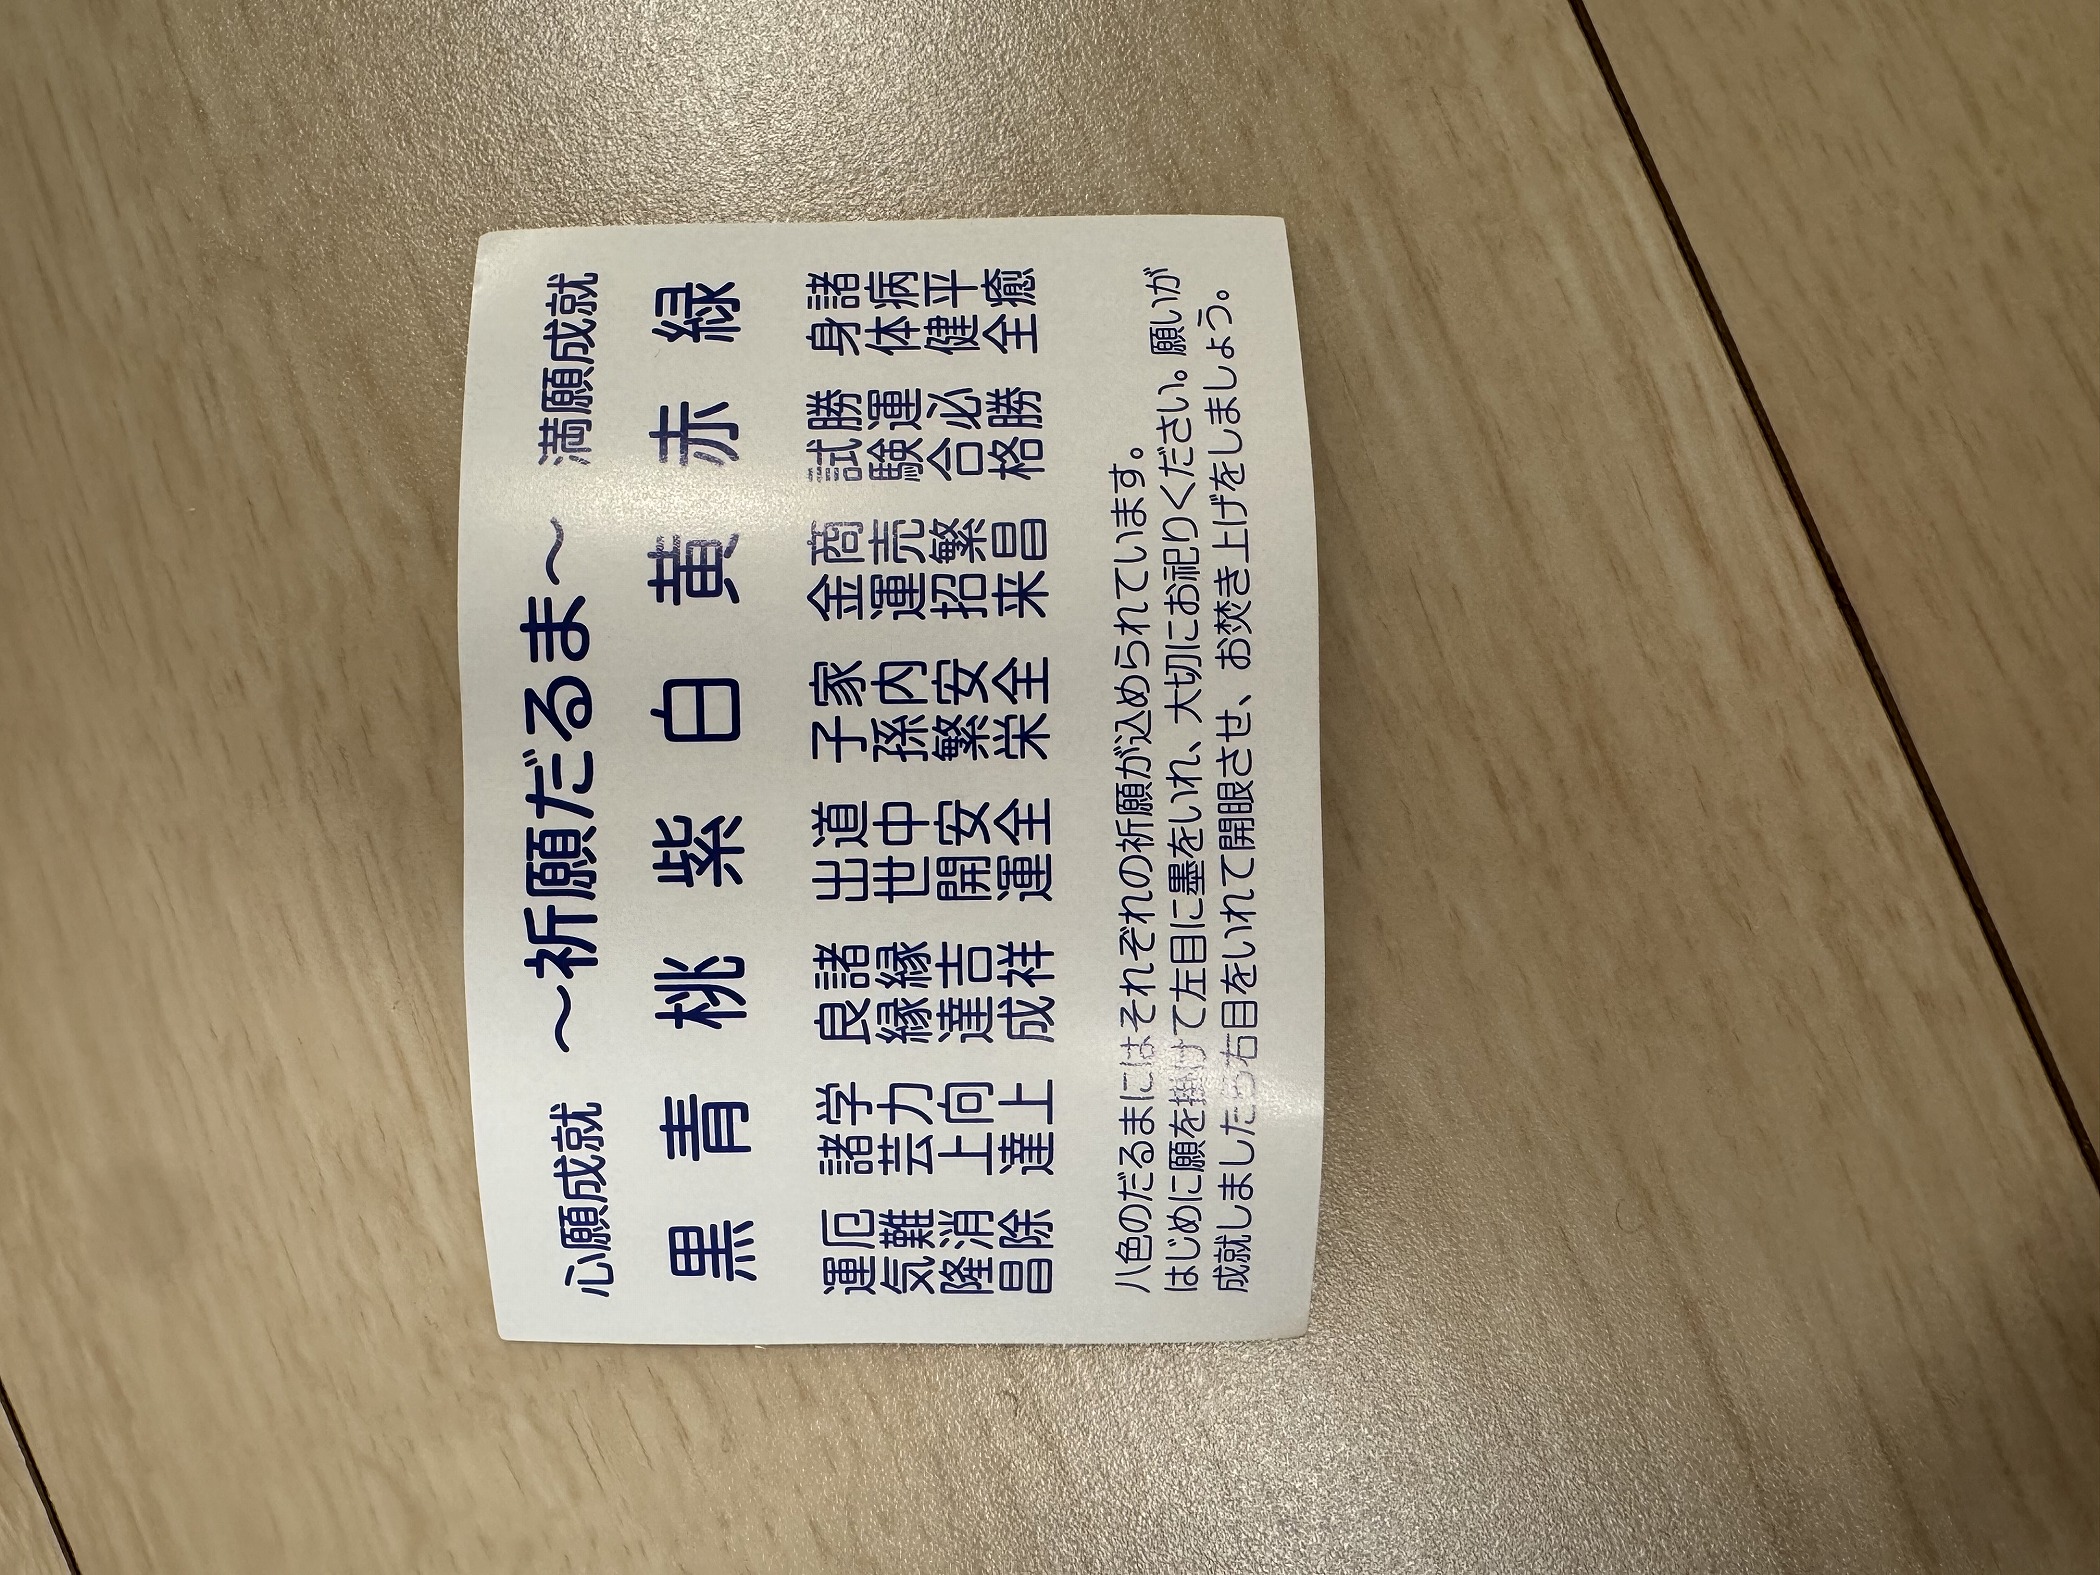 心願成就 〜祈願だるま〜 満願成就
黒 青 桃 紫 白 黄 赤 緑
厄難消除
運気隆昌
学力向上
諸芸上達
諸縁吉祥
良縁達成
道中安全
出世開運
家内安全
子孫繁栄
商売繁昌
金運招来
勝運必勝
試験合格
諸病平癒
身体健全
八色のだるまにはそれぞれの祈願が込められています。
はじめに願を掛けて左目に墨をいれ、大切にお祀りください。願いが
成就しましたら右目をいれて開眼させ、お焚き上げをしましょう。